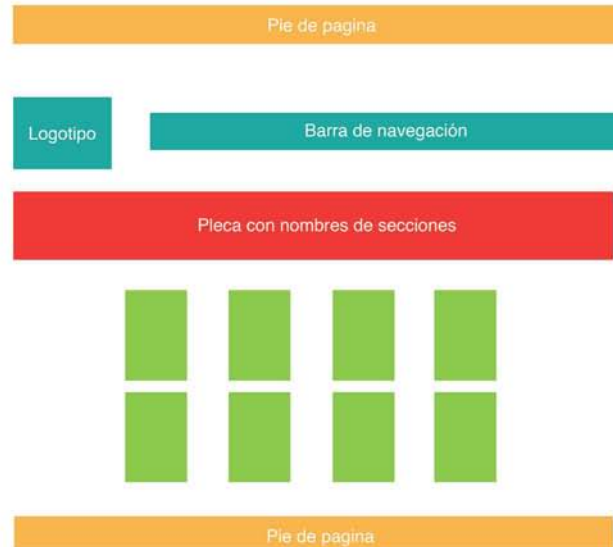 Pie de pagina
Logotipo
Barra de navegación
Pleca con nombres de secciones
Pie de pagina